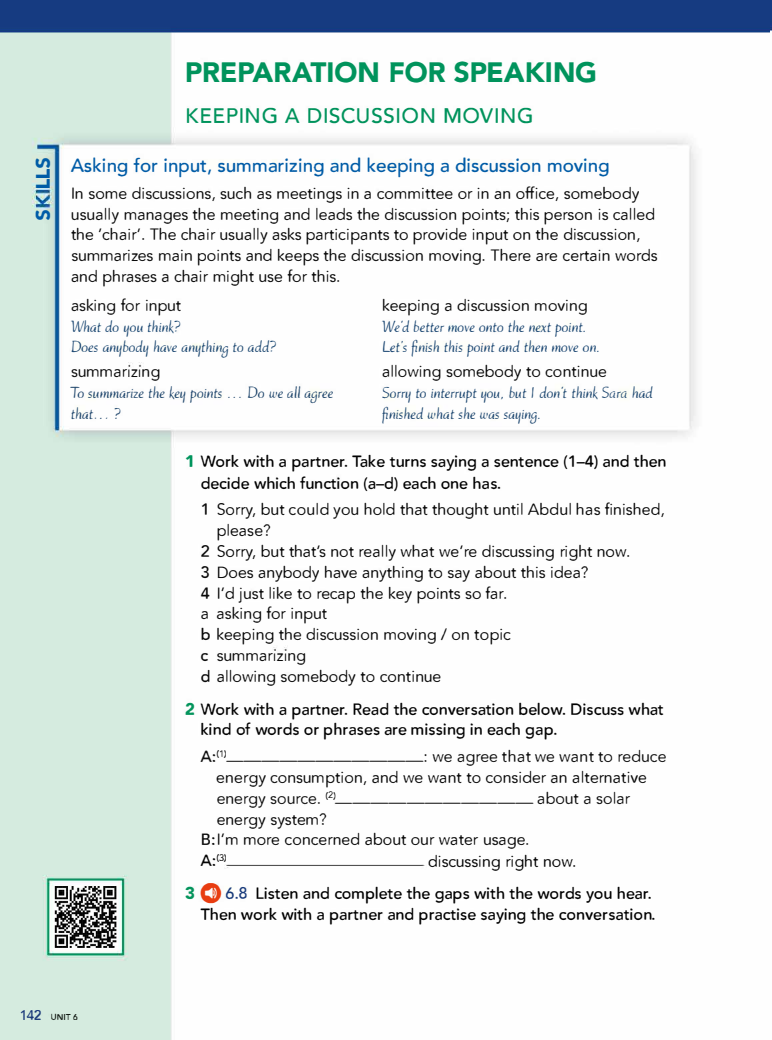 PREPARATION FOR SPEAKING
KEEPING A DISCUSSION MOVING
SKILLS
Asking for input, summarizing and keeping a discussion moving
In some discussions, such as meetings in a committee or in an office, somebody
usually manages the meeting and leads the discussion points; this person is called
the ‘chair’. The chair usually asks participants to provide input on the discussion,
summarizes main points and keeps the discussion moving. There are certain words
and phrases a chair might use for this.
asking for input
What do you think?
Does anybody have anything to add?
summarizing
To summarize the key points ... Do we all agree
that... ?
keeping a discussion moving
We’d better move onto the next point.
Let’s finish this point and then move on.
allowing somebody to continue
Sorry to interrupt you, but I don’t think Sara had
finished what she was saying.
1 Work with a partner. Take turns saying a sentence (1–4) and then
decide which function (a–d) each one has.
1 Sorry, but could you hold that thought until Abdul has finished,
please?
2 Sorry, but that’s not really what we’re discussing right now.
3 Does anybody have anything to say about this idea?
4 I’d just like to recap the key points so far.
a asking for input
b keeping the discussion moving / on topic
c summarizing
d allowing somebody to continue
2 Work with a partner. Read the conversation below. Discuss what
kind of words or phrases are missing in each gap.
A:(1)______________________: we agree that we want to reduce
energy consumption, and we want to consider an alternative
energy source. (2)______________________ about a solar
energy system?
B:I’m more concerned about our water usage.
A:(3)______________________ discussing right now.
3 6.8 Listen and complete the gaps with the words you hear.
Then work with a partner and practise saying the conversation.
142 UNIT 6